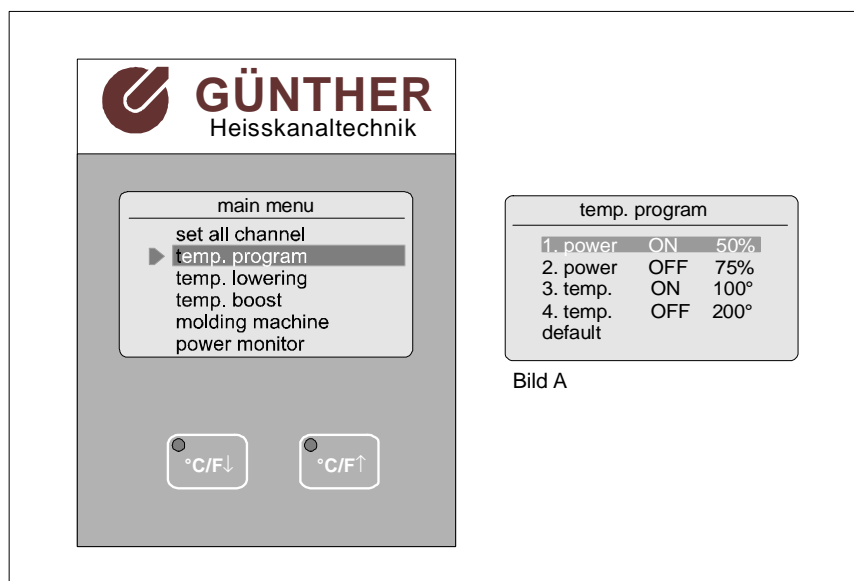 GÜNTHER
Heisskanaltechnik
main menu
set all channel
temp. program
temp. lowering
temp. boost
molding machine
power monitor
°C/F↓
°C/F↑
temp. program
1. power ON 50%
2. power OFF 75%
3. temp. ON 100°
4. temp. OFF 200°
default
Bild A